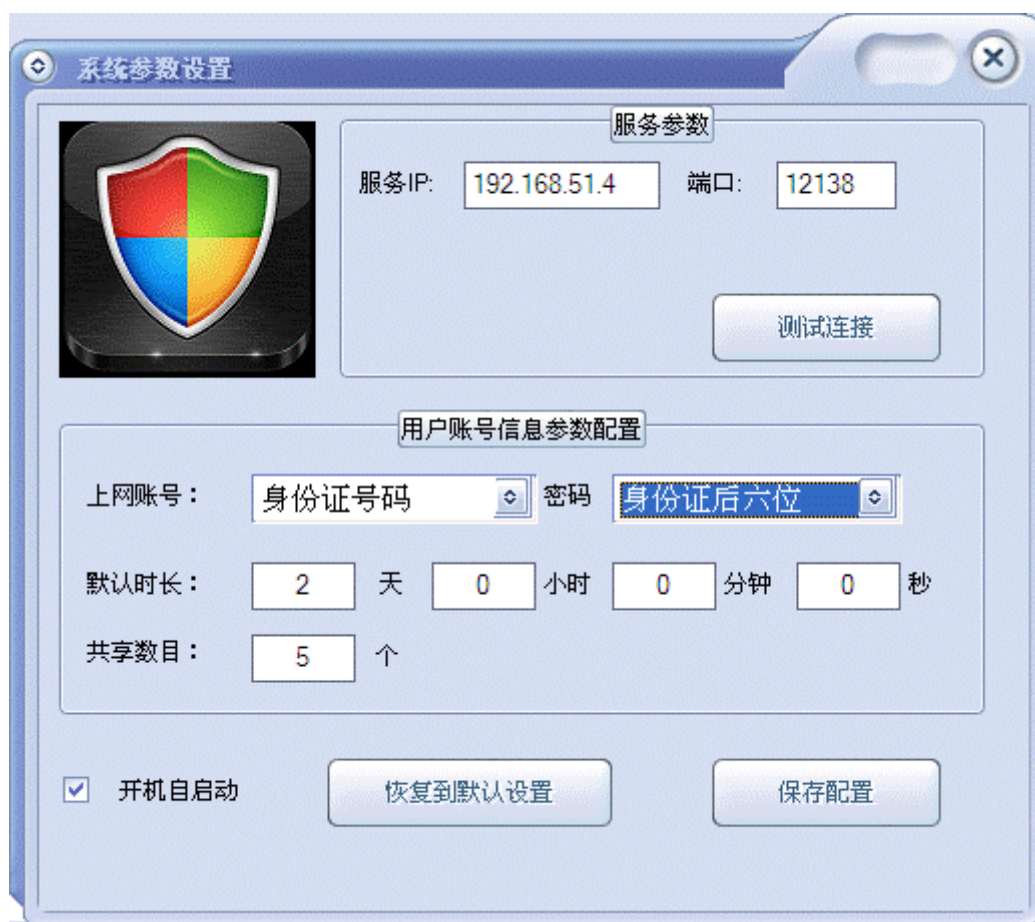 系统参数设置
服务参数
服务IP: 192.168.51.4 端口: 12138
测试连接
用户账号信息参数配置
上网账号： 身份证号码 密码 身份证后六位
默认时长： 2 天 0 小时 0 分钟 0 秒
共享数目： 5 个
开机自启动 恢复到默认设置 保存配置